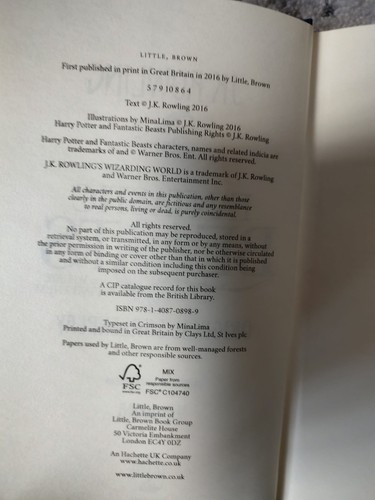 LITTLE, BROWN
First published in print in Great Britain in 2016 by Little, Brown
5 7 9 10 8 6 4
Text © J.K. Rowling 2016
Illustrations by MinaLima © J.K. Rowling 2016
Harry Potter and Fantastic Beasts Publishing Rights © J.K. Rowling
Harry Potter and Fantastic Beasts characters, names and related indicia are
trademarks of and © Warner Bros. Ent. All rights reserved.
J.K. ROWLING'S WIZARDING WORLD is a trademark of J.K. Rowling
and Warner Bros. Entertainment Inc.
All characters and events in this publication, other than those
clearly in the public domain, are fictitious and any resemblance
to real persons, living or dead, is purely coincidental.
All rights reserved.
No part of this publication may be reproduced, stored in a
retrieval system, or transmitted, in any form or by any means, without
the prior permission in writing of the publisher, nor be otherwise circulated
in any form of binding or cover other than that in which it is published
and without a similar condition including this condition being
imposed on the subsequent purchaser.
A CIP catalogue record for this book
is available from the British Library.
ISBN 978-1-4087-0898-9
Typeset in Crimson by MinaLima
Printed and bound in Great Britain by Clays Ltd, St Ives plc
Papers used by Little, Brown are from well-managed forests
and other responsible sources.
MIX
Paper from
responsible sources
FSC
www.fsc.org
FSC® C104740
Little, Brown
An imprint of
Little, Brown Book Group
Carmelite House
50 Victoria Embankment
London EC4Y 0DZ
An Hachette UK Company
www.hachette.co.uk
www.littlebrown.co.uk